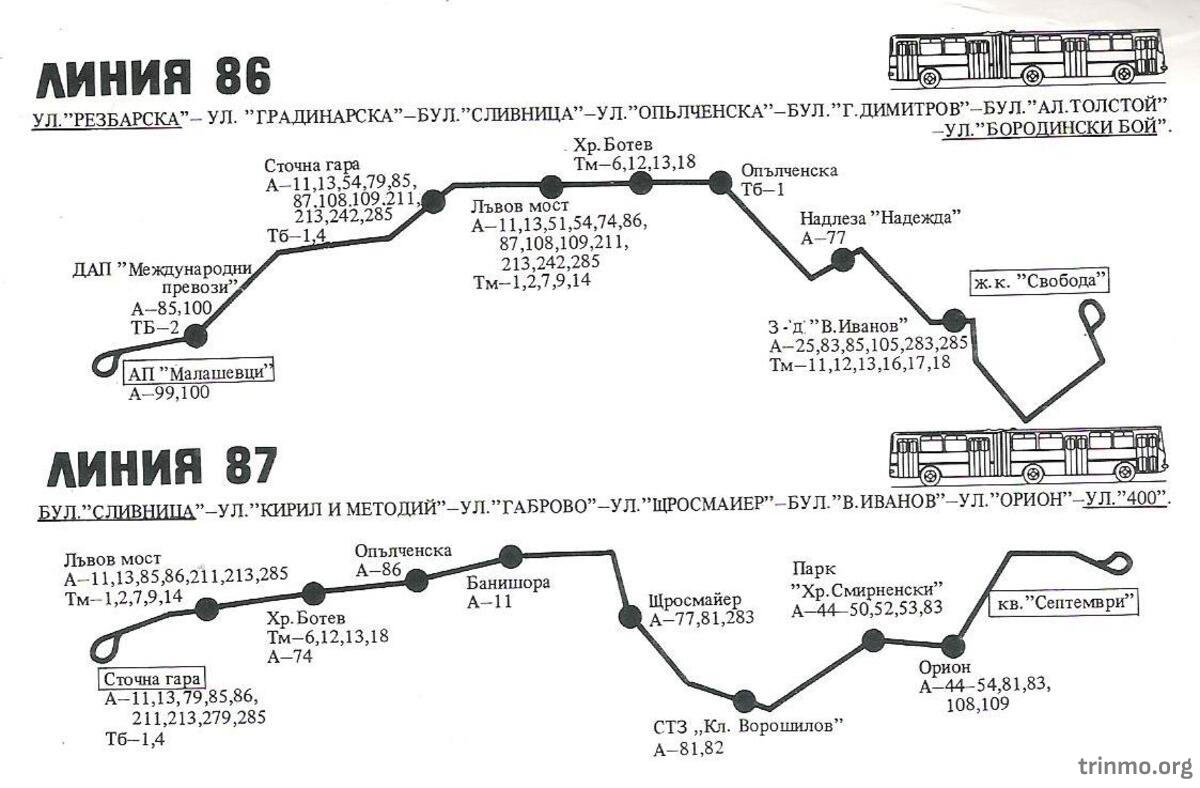 ЛИНИЯ 86
УЛ."РЕЗБАРСКА"–УЛ. "ГРАДИНАРСКА"–БУЛ."СЛИВНИЦА"–УЛ."ОПЪЛЧЕНСКА"–БУЛ."Г.ДИМИТРОВ"–БУЛ."АЛ.ТОЛСТОЙ"
–УЛ."БОРОДИНСКИ БОЙ".
ДАП "Международни
превози"
А–85,100
ТБ–2
АП "Малашевци"
А–99,100
Сточна гара
А–11,13,54,79,85,
87,108,109,211,
213,242,285
Тб–1,4
Лъвов мост
А–11,13,51,54,74,86,
87,108,109,211,
213,242,285
Тм–1,2,7,9,14
Хр.Ботев
Тм–6,12,13,18
Опълченска
Тб–1
Надлеза "Надежда"
А–77
З-д "В.Иванов"
А–25,83,85,105,283,285
Тм–11,12,13,16,17,18
ж.к. "Свобода"
ЛИНИЯ 87
БУЛ."СЛИВНИЦА"–УЛ."КИРИЛ И МЕТОДИЙ"–УЛ."ГАБРОВО"–УЛ."ЩРОСМАИЕР"–БУЛ."В.ИВАНОВ"–УЛ."ОРИОН"–УЛ."400".
Сточна гара
А–11,13,79,85,86,
211,213,279,285
Тб–1,4
Лъвов мост
А–11,13,85,86,211,213,285
Тм–1,2,7,9,14
Хр.Ботев
Тм–6,12,13,18
А–74
Опълченска
А–86
Банишора
А–11
Щросмайер
А–77,81,283
СТЗ „Кл. Ворошилов"
А–81,82
Парк
"Хр.Смирненски"
А–44–50,52,53,83
Орион
А–44–54,81,83,
108,109
кв. "Септември"
trinmo.org